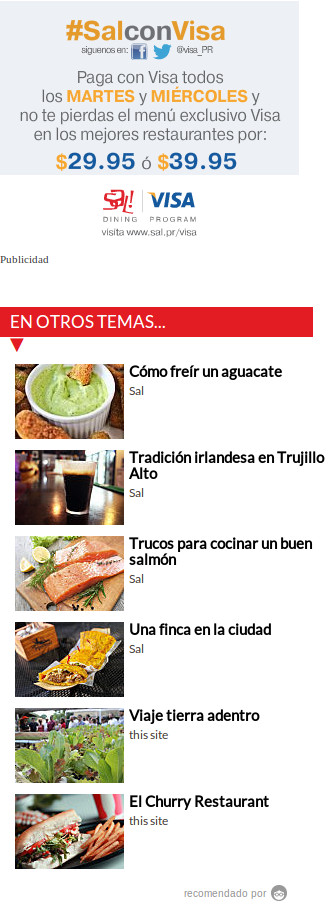 #SalconVisa
síguenos en: @visa_PR
Paga con Visa todos
los MARTES y MIÉRCOLES y
no te pierdas el menú exclusivo Visa
en los mejores restaurantes por:
$29.95 ó $39.95
sal! VISA
DINING PROGRAM
visita www.sal.pr/visa
Publicidad
EN OTROS TEMAS...
Cómo freír un aguacate
Sal
Tradición irlandesa en Trujillo
Alto
Sal
Trucos para cocinar un buen
salmón
Sal
Una finca en la ciudad
Sal
Viaje tierra adentro
this site
El Churry Restaurant
this site
recomendado por